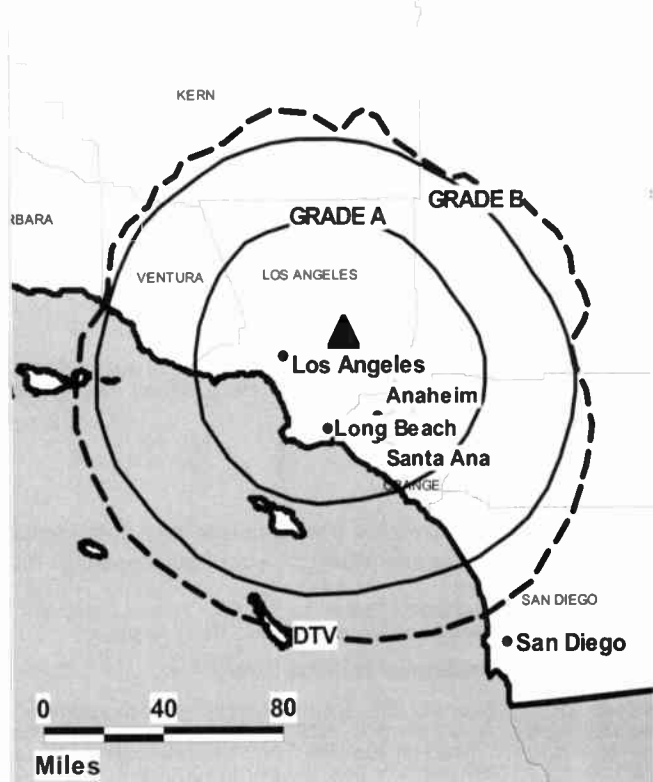 KERN
GRADE B
GRADE A
RBARA
VENTURA
LOS ANGELES
Los Angeles
Anaheim
Long Beach
Santa Ana
ORANGE
SAN DIEGO
DTV
San Diego
0 40 80
Miles